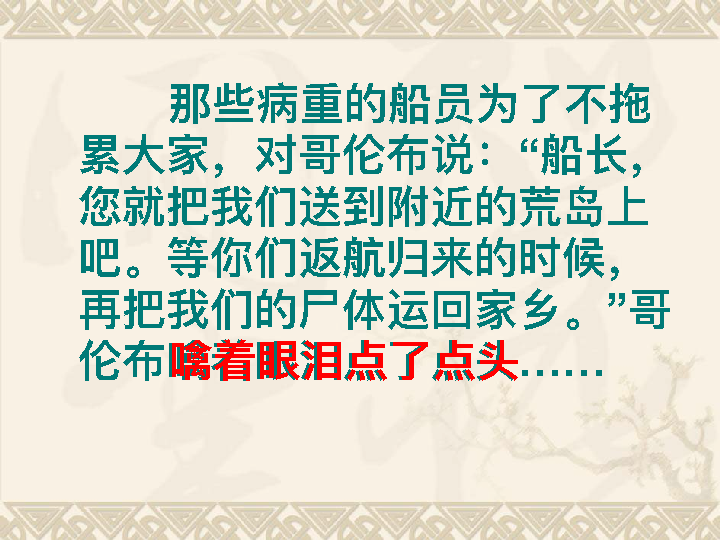 那些病重的船员为了不拖
累大家，对哥伦布说：“船长，
您就把我们送到附近的荒岛上
吧。等你们返航归来的时候，
再把我们的尸体运回家乡。”哥
伦布噙着眼泪点了点头……